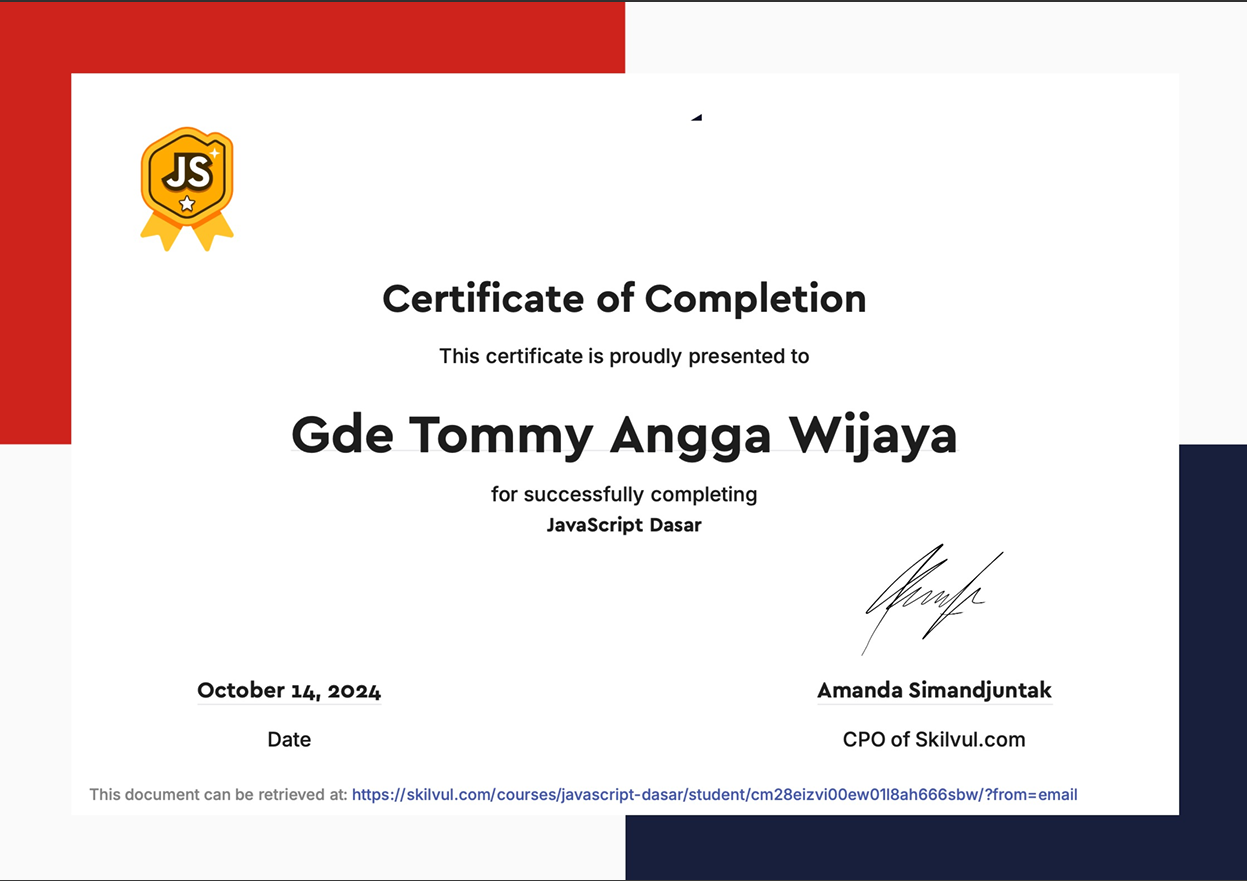 JS
Certificate of Completion
This certificate is proudly presented to
Gde Tommy Angga Wijaya
for successfully completing
JavaScript Dasar
October 14, 2024
Amanda Simandjuntak
Date
CPO of Skilvul.com
This document can be retrieved at: https://skilvul.com/courses/javascript-dasar/student/cm28eizvi00ew01l8ah666sbw/?from=email